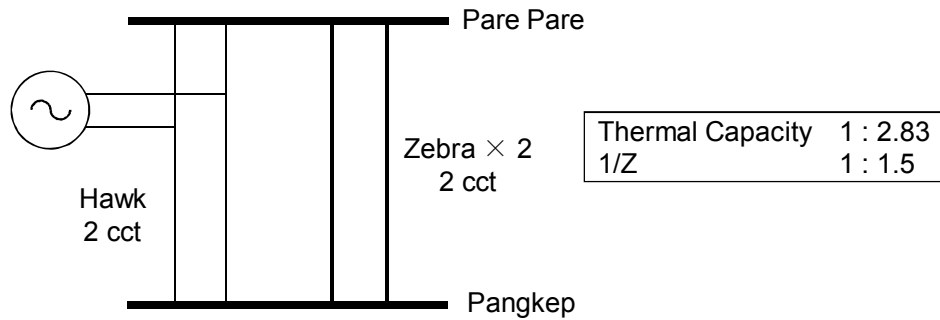 Pare Pare
Thermal Capacity 1 : 2.83
1/Z 1 : 1.5
Zebra × 2
2 cct
Hawk
2 cct
Pangkep